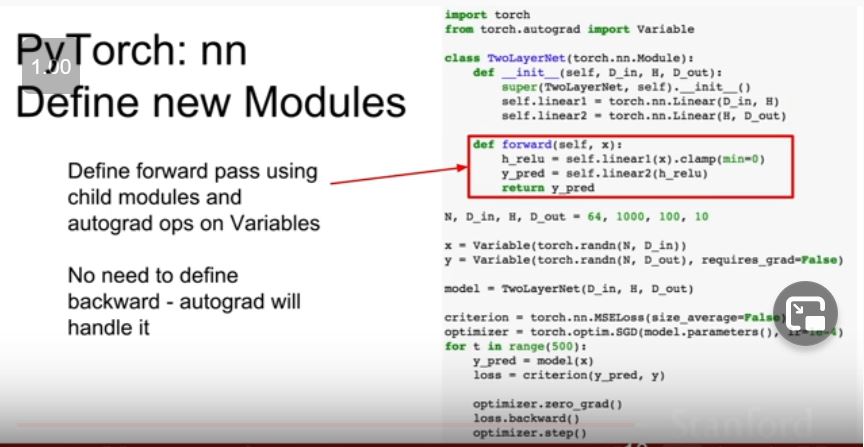 PyTorch: nn
1.00
Define new Modules
Define forward pass using
child modules and
autograd ops on Variables
No need to define
backward - autograd will
handle it
import torch
from torch.autograd import Variable
class TwoLayerNet(torch.nn.Module):
def __init__(self, D_in, H, D_out):
super(TwoLayerNet, self).__init__()
self.linear1 = torch.nn.Linear(D_in, H)
self.linear2 = torch.nn.Linear(H, D_out)
def forward(self, x):
h_relu = self.linear1(x).clamp(min=0)
y_pred = self.linear2(h_relu)
return y_pred
N, D_in, H, D_out = 64, 1000, 100, 10
x = Variable(torch.randn(N, D_in))
y = Variable(torch.randn(N, D_out), requires_grad=False)
model = TwoLayerNet(D_in, H, D_out)
criterion = torch.nn.MSELoss(size_average=False)
optimizer = torch.optim.SGD(model.parameters(), lr=1e-4)
for t in range(500):
y_pred = model(x)
loss = criterion(y_pred, y)
optimizer.zero_grad()
loss.backward()
optimizer.step()
Stanford